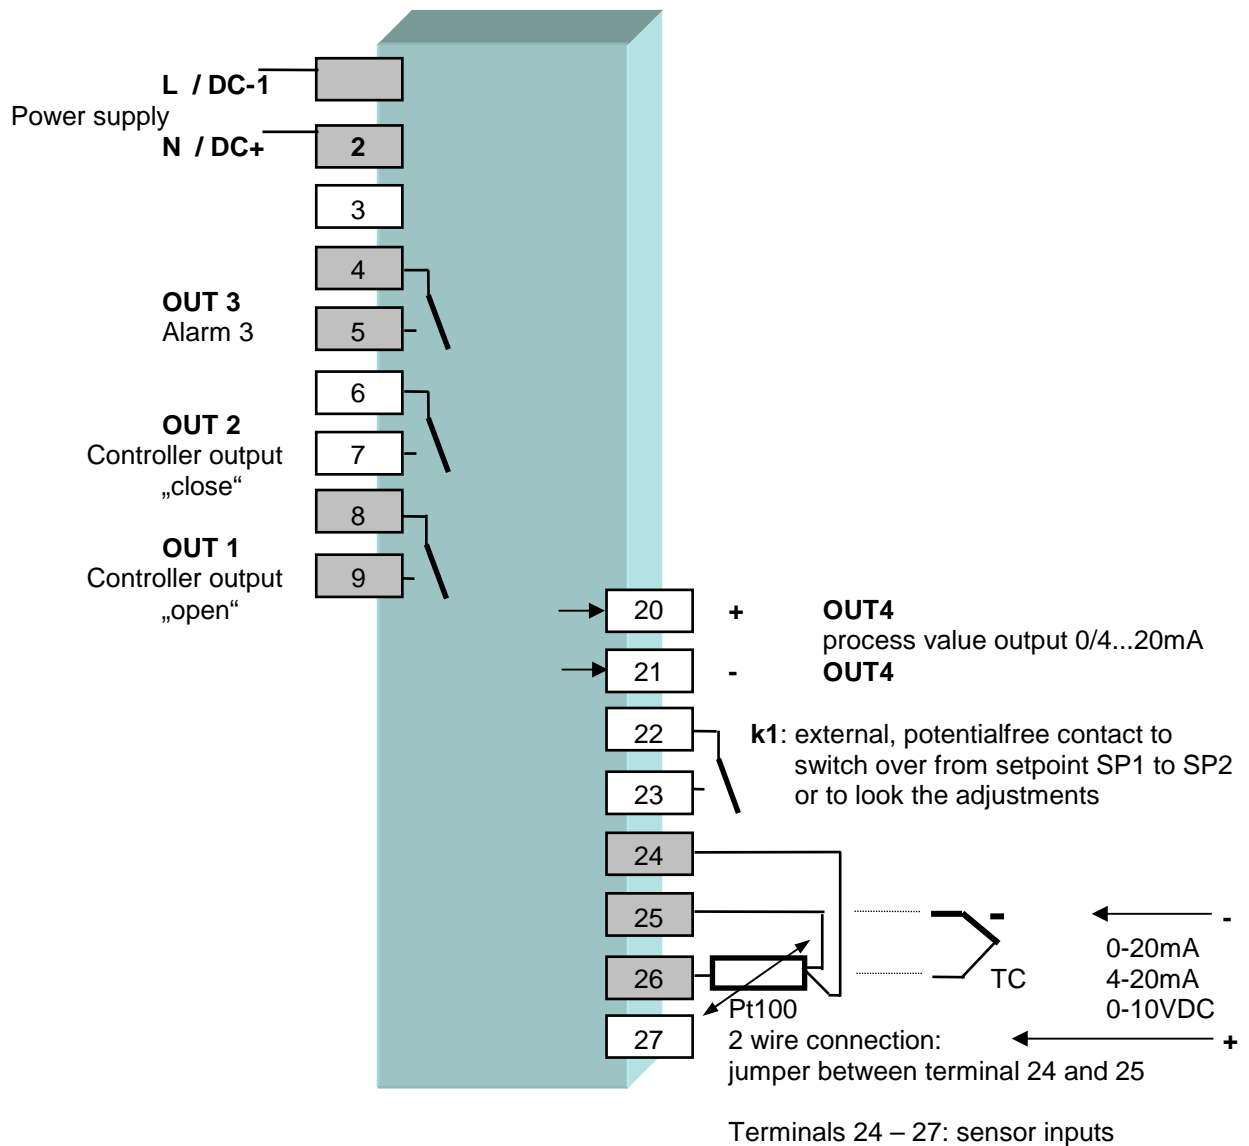 L / DC-1
Power supply
N / DC+
2
3
4
OUT 3
5
Alarm 3
6
OUT 2
Controller output
7
„close“
8
OUT 1
Controller output
9
„open“
20 + OUT4
process value output 0/4...20mA
21 - OUT4
22
k1: external, potentialfree contact to
switch over from setpoint SP1 to SP2
23
or to look the adjustments
24
25
- -
0-20mA
26
TC
4-20mA
Pt100
0-10VDC
27
2 wire connection:
+
jumper between terminal 24 and 25
Terminals 24 – 27: sensor inputs